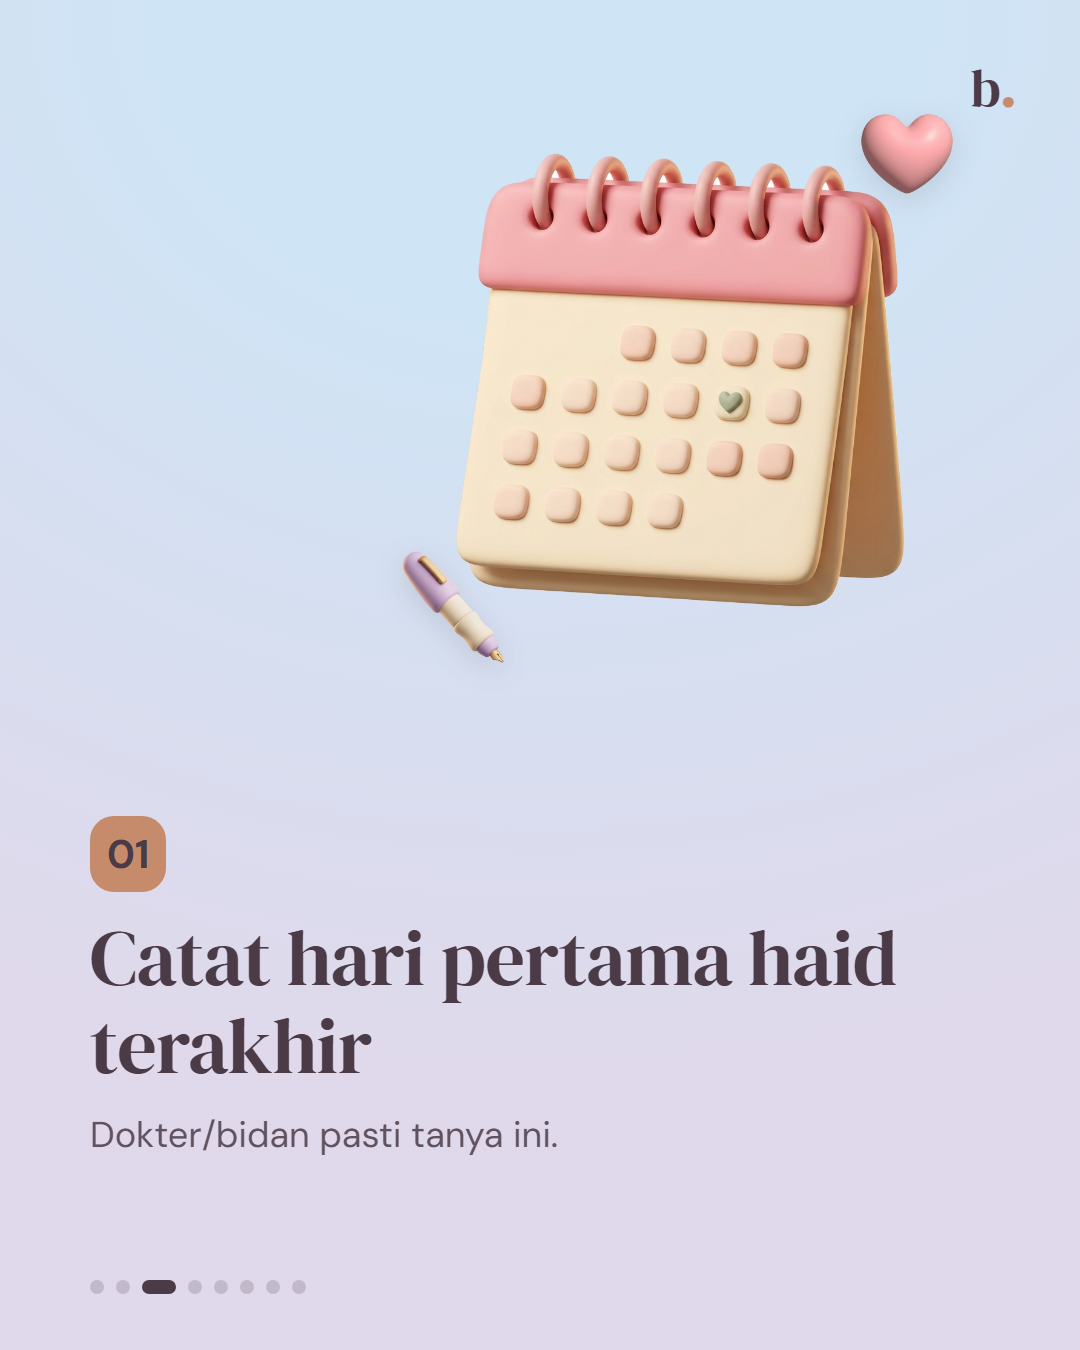 b.
01
Catat hari pertama haid
terakhir
Dokter/bidan pasti tanya ini.